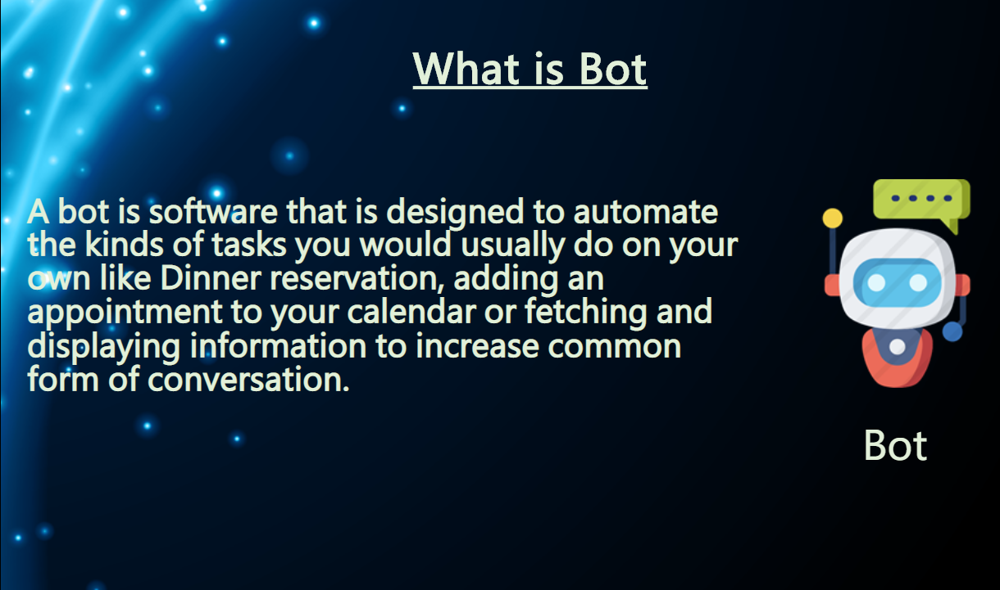 What is Bot
A bot is software that is designed to automate
the kinds of tasks you would usually do on your
own like Dinner reservation, adding an
appointment to your calendar or fetching and
displaying information to increase common
form of conversation.
Bot